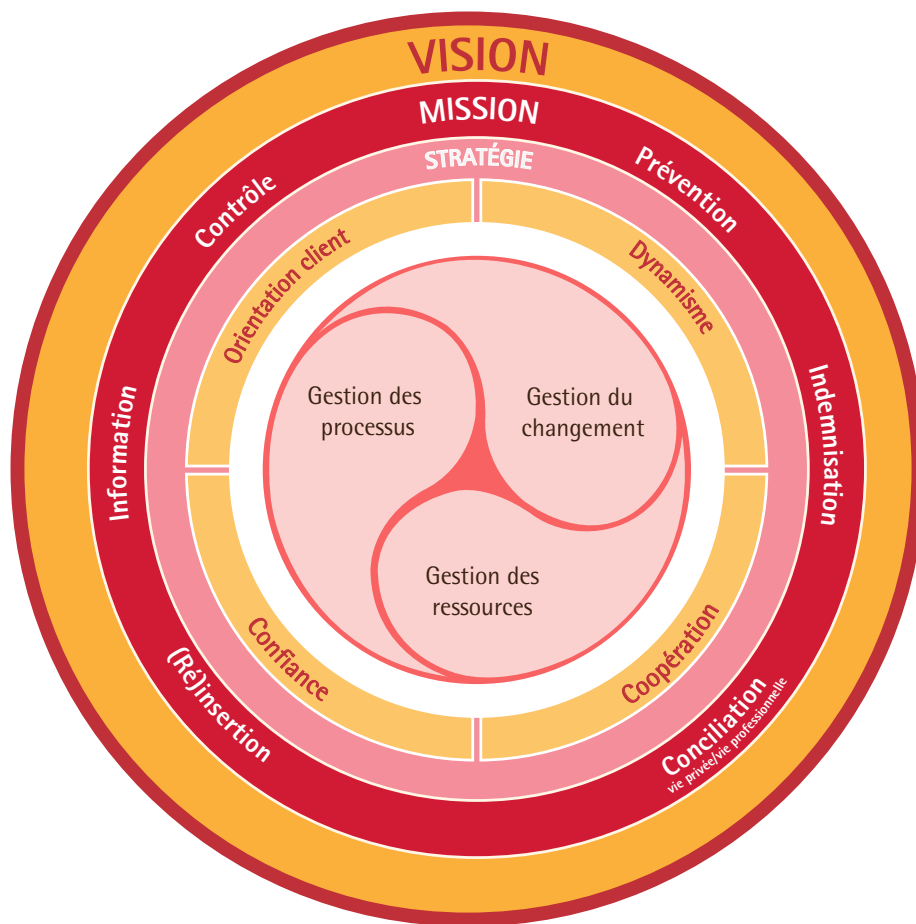 VISION
MISSION
STRATÉGIE
Contrôle
Prévention
Orientation client
Dynamisme
Gestion des
processus
Gestion du
changement
Information
Indemnisation
Gestion des
ressources
Confiance
Coopération
(Ré)insertion
Conciliation
vie privée/vie professionnelle